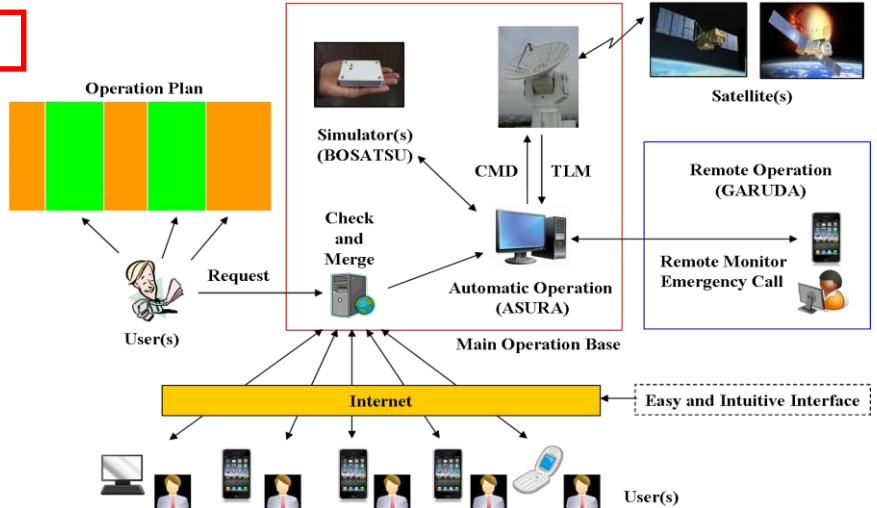 Operation Plan
Simulator(s)
(BOSATSU)
CMD
TLM
Satellite(s)
Remote Operation
(GARUDA)
Check
and
Merge
Request
User(s)
Automatic Operation
(ASURA)
Remote Monitor
Emergency Call
Main Operation Base
Internet
Easy and Intuitive Interface
User(s)